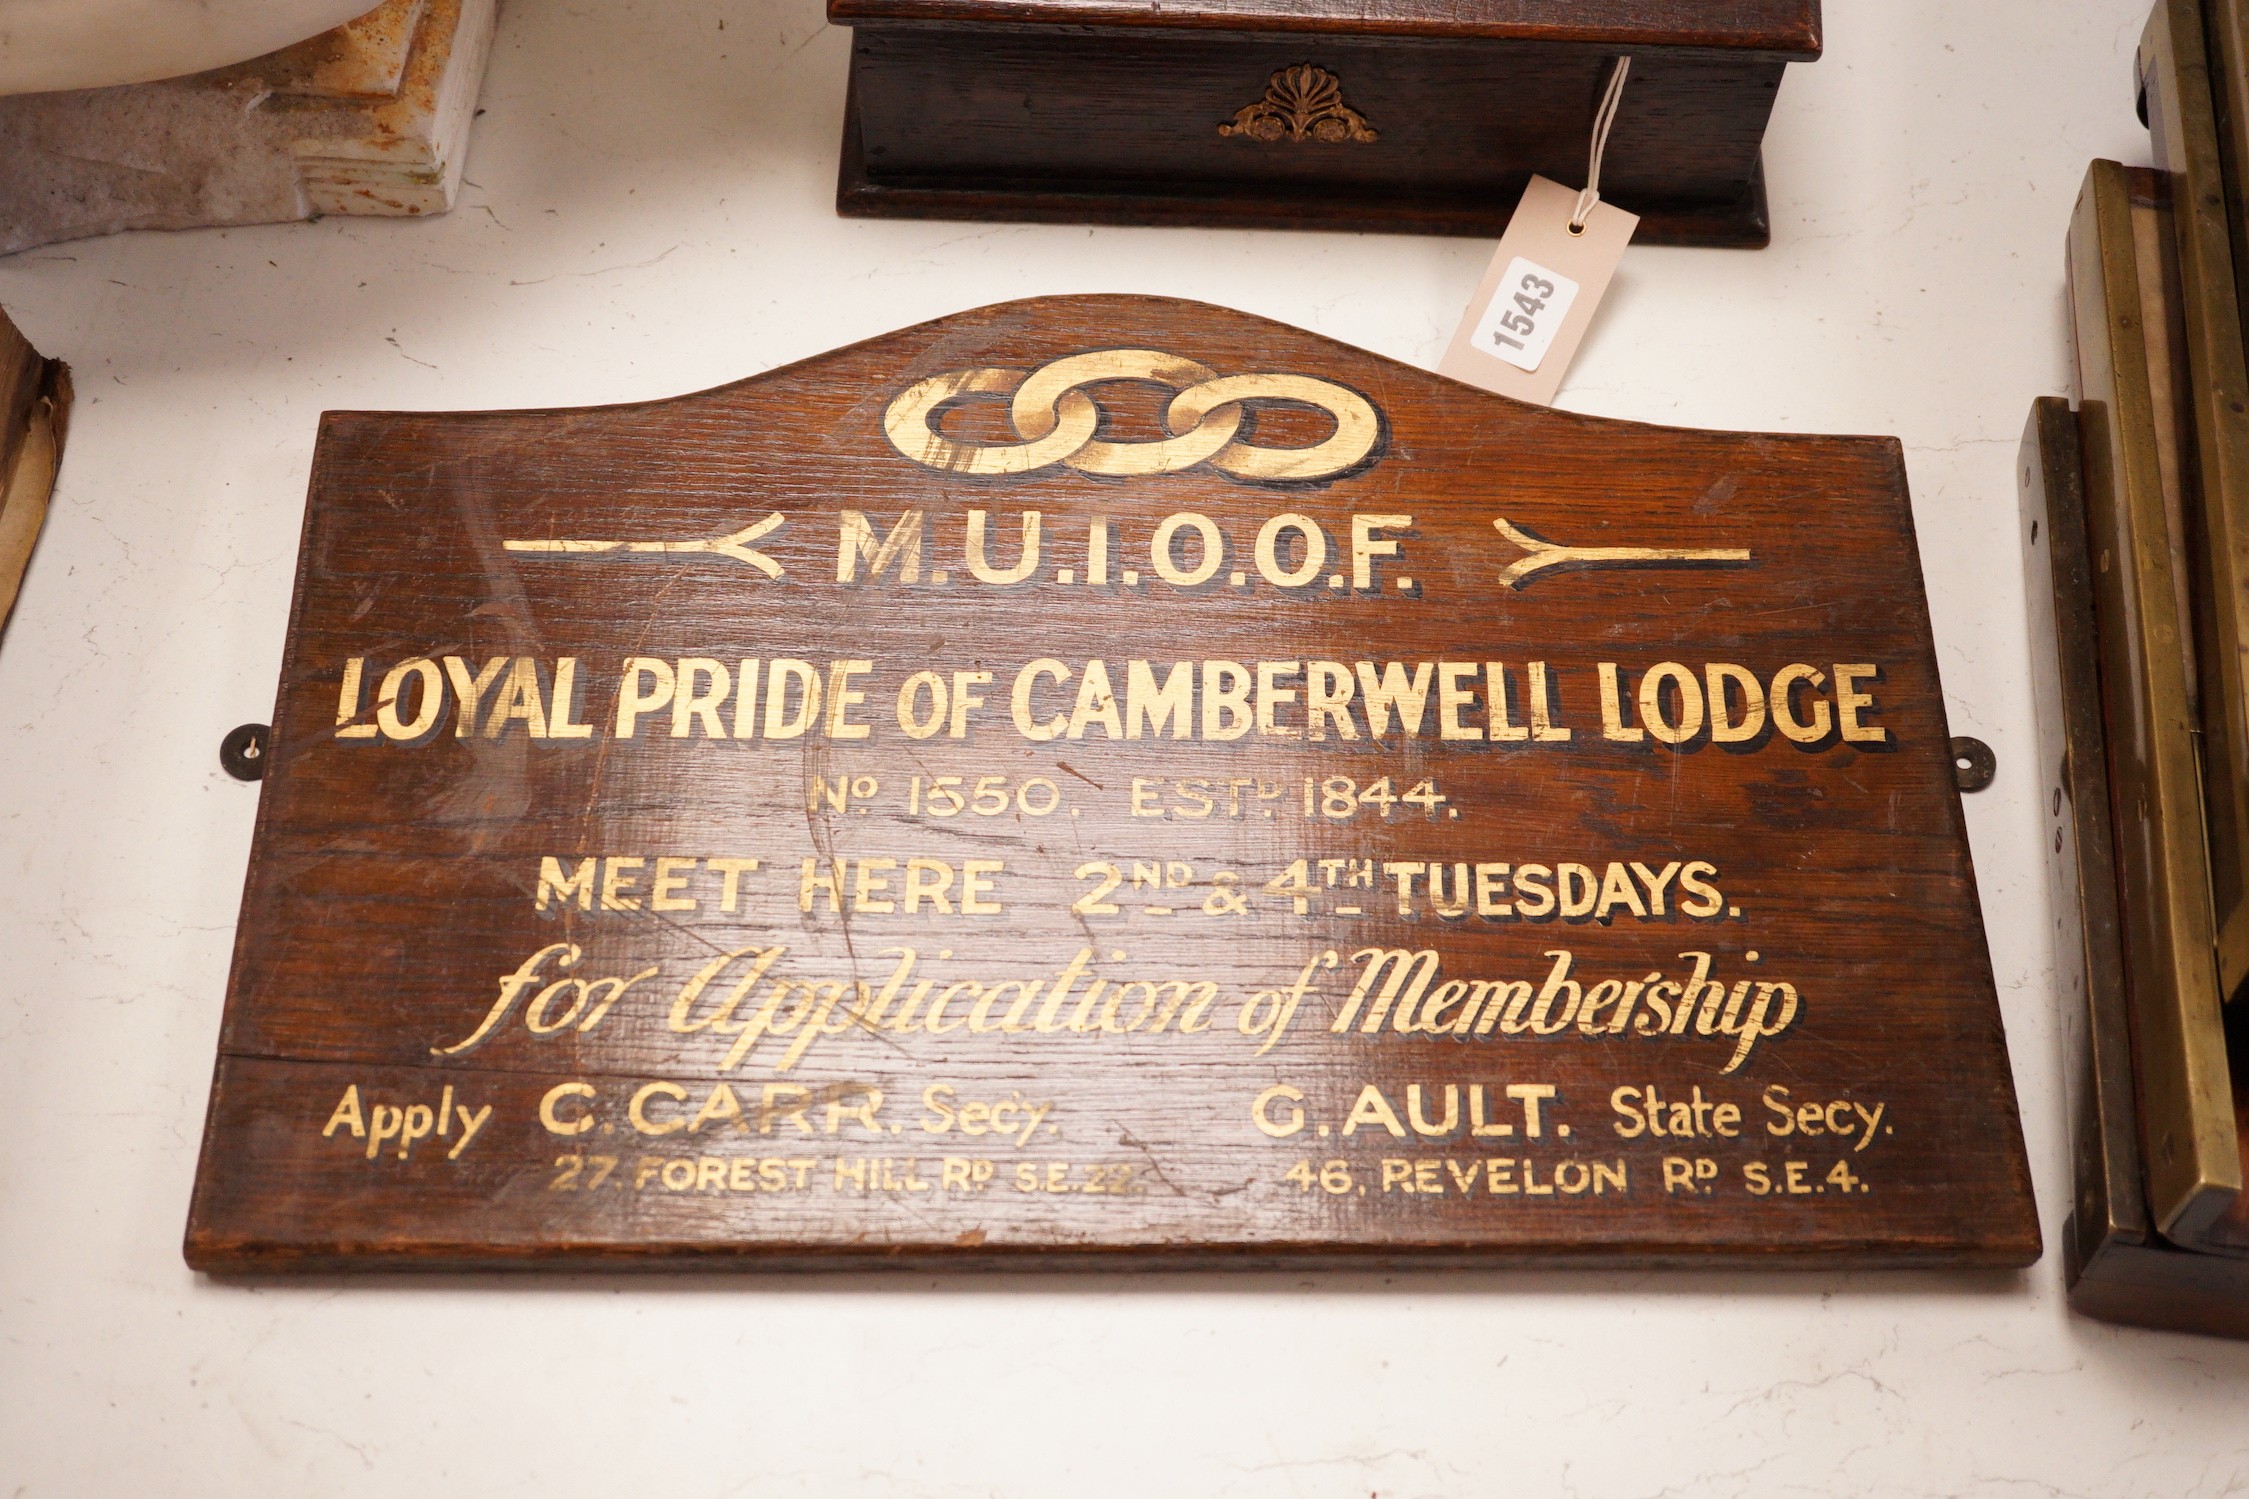 1543
M.U.I.O.O.F.
LOYAL PRIDE OF CAMBERWELL LODGE
Nº 1550. ESTD. 1844.
MEET HERE 2ND & 4TH TUESDAYS.
for Application of Membership
Apply C. CARR. Secy. G. AULT. State Secy.
27, FOREST HILL RD S.E.22. 46, REVELON RD. S.E.4.